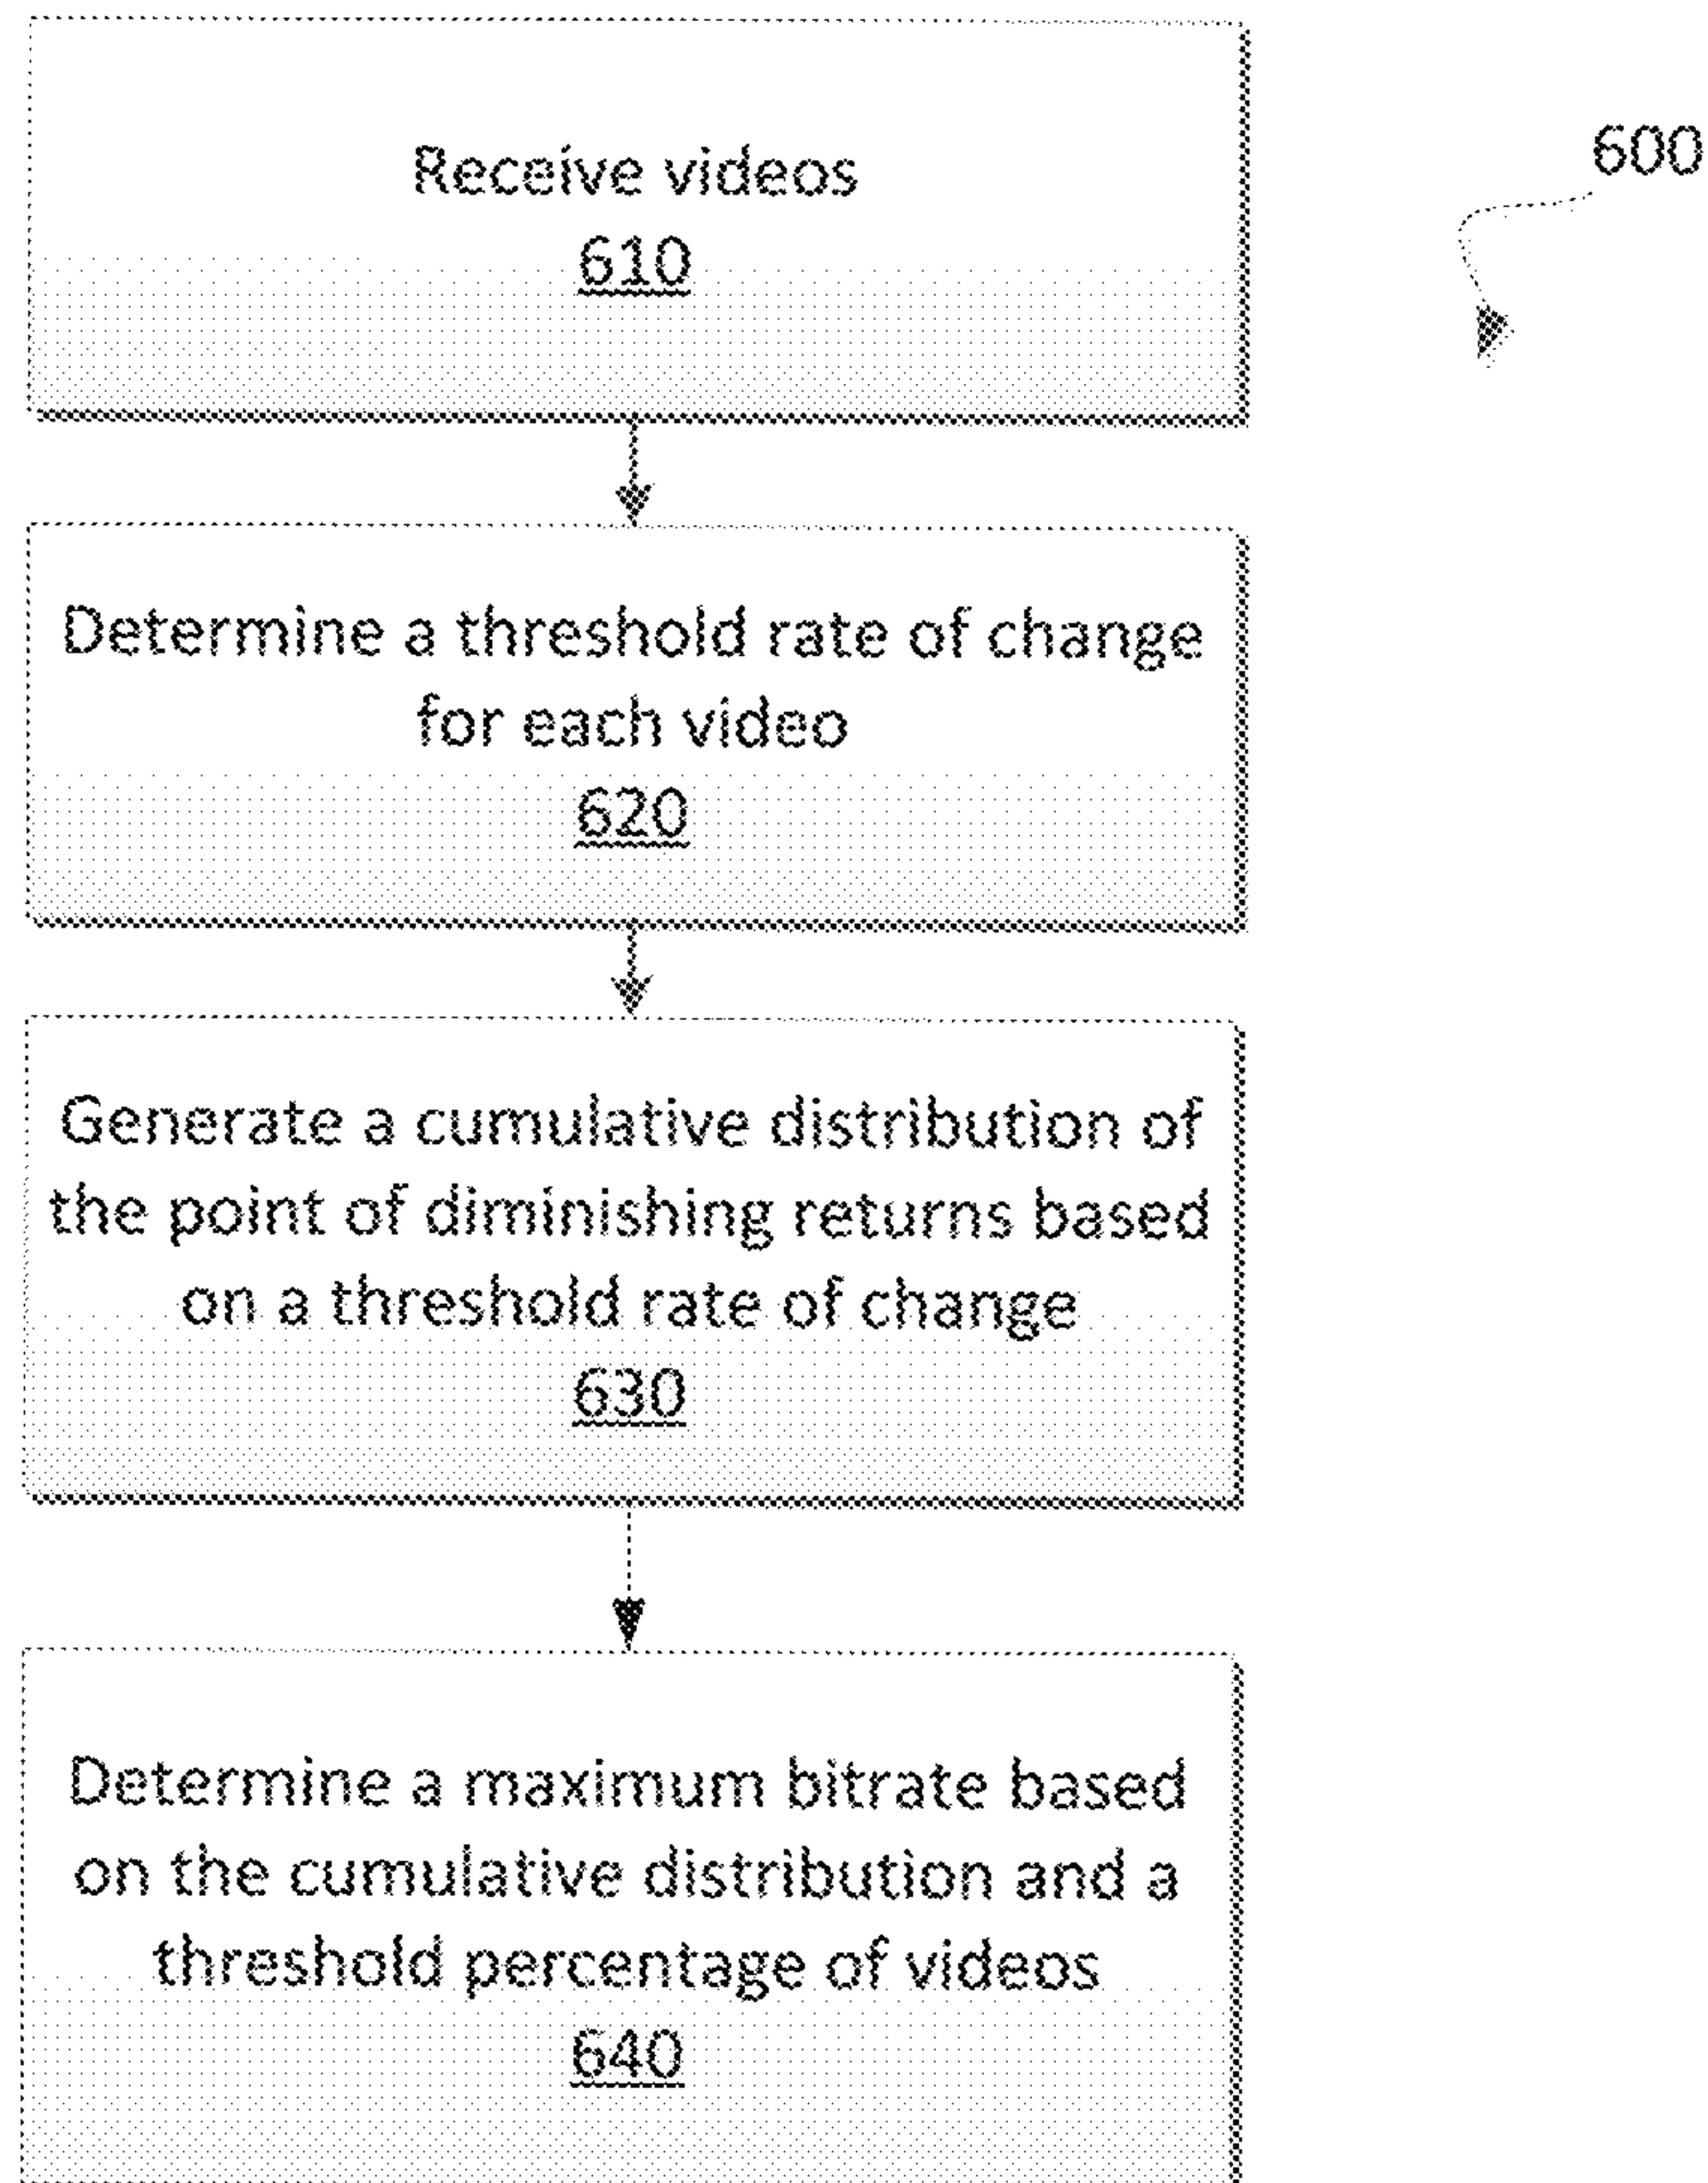 Receive videos
610
600
Determine a threshold rate of change
for each video
620
Generate a cumulative distribution of
the point of diminishing returns based
on a threshold rate of change
630
Determine a maximum bitrate based
on the cumulative distribution and a
threshold percentage of videos
640